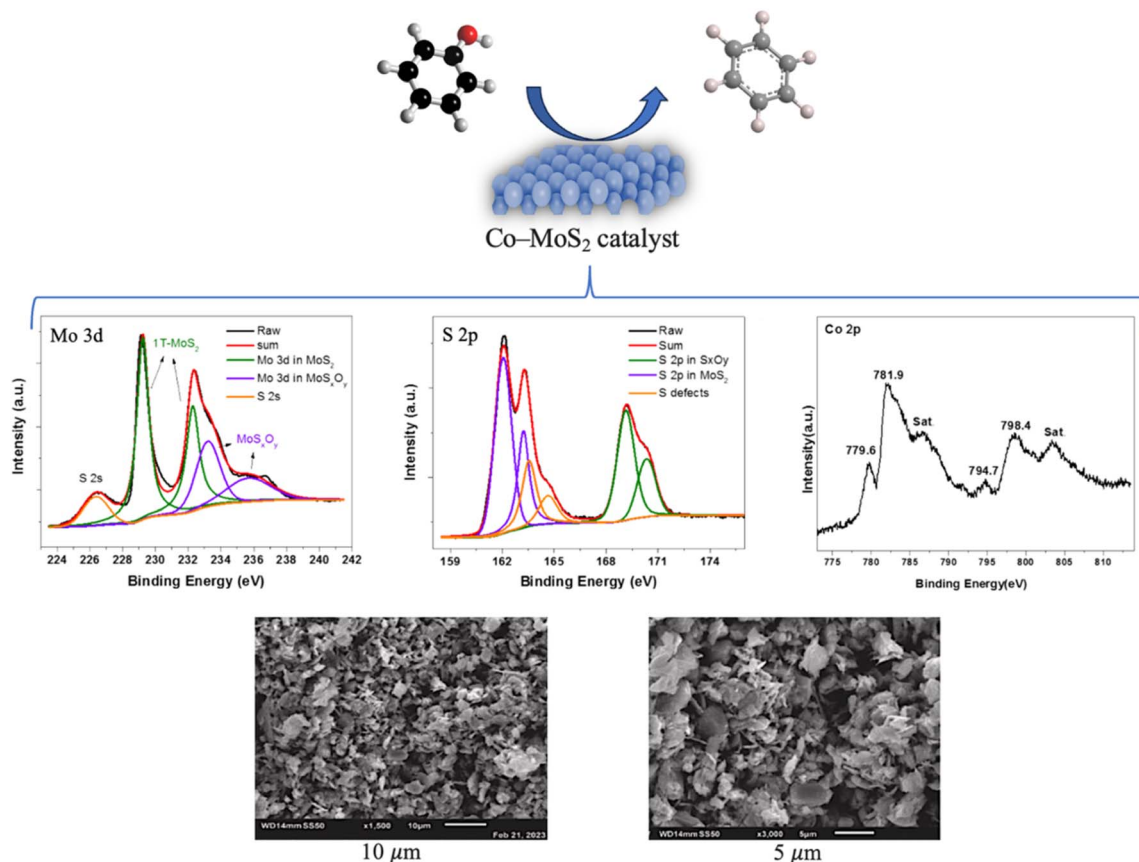 Co–MoS₂ catalyst
Mo 3d
Raw
sum
Mo 3d in MoS₂
Mo 3d in MoSₓOᵧ
S 2s
1T-MoS₂
MoSₓOᵧ
S 2s
Intensity (a.u.)
224 226 228 230 232 234 236 238 240 242
Binding Energy (eV)
S 2p
Raw
Sum
S 2p in SxOy
S 2p in MoS₂
S defects
Intensity (a.u.)
159 162 165 168 171 174
Binding Energy (eV)
Co 2p
781.9
Sat.
779.6
798.4
Sat.
794.7
Intensity(a.u.)
775 780 785 790 795 800 805 810
Binding Energy(eV)
WD14mm SS50 x1,500 10µm
Feb 21, 2023
10 µm
WD14mm SS50 x3,000 5µm
5 µm